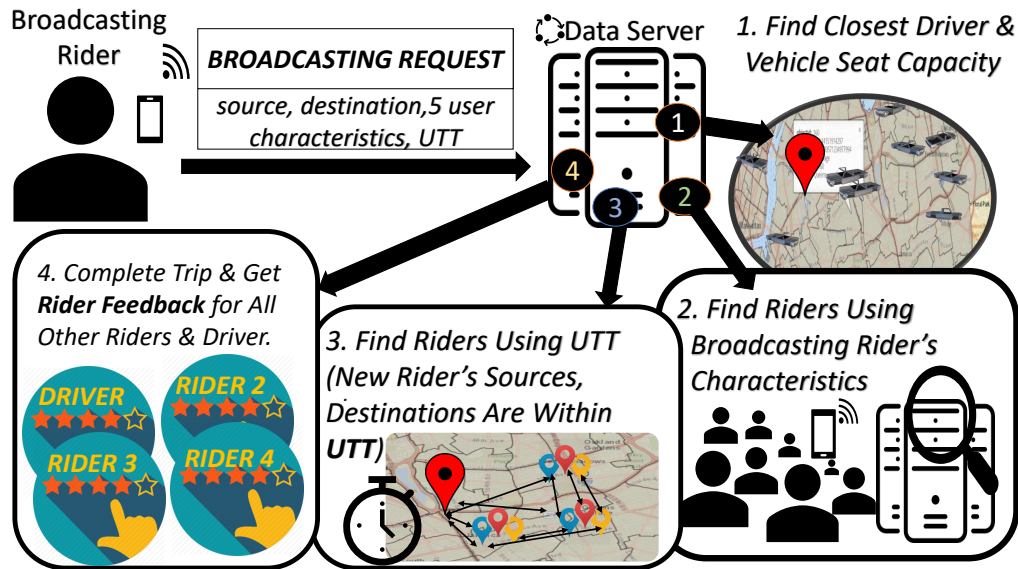 Broadcasting
Rider
BROADCASTING REQUEST
source, destination,5 user
characteristics, UTT
Data Server
1
2
3
4
1. Find Closest Driver &
Vehicle Seat Capacity
4. Complete Trip & Get
Rider Feedback for All
Other Riders & Driver.
DRIVER
RIDER 2
RIDER 3
RIDER 4
3. Find Riders Using UTT
(New Rider's Sources,
Destinations Are Within
UTT)
2. Find Riders Using
Broadcasting Rider's
Characteristics